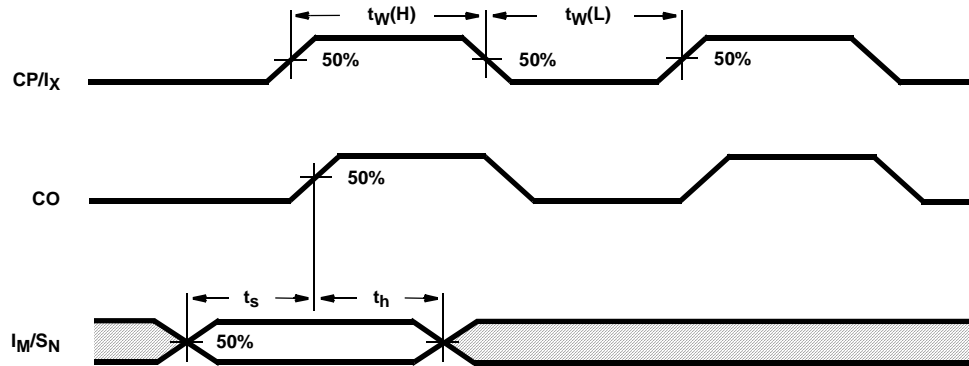 tW(H) tW(L)
50% 50% 50%
CP/IX
50%
CO
ts th
50%
IM/SN